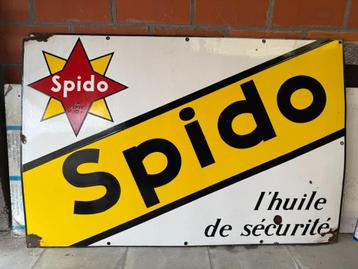 Spido
Spido
l'huile
de sécurité